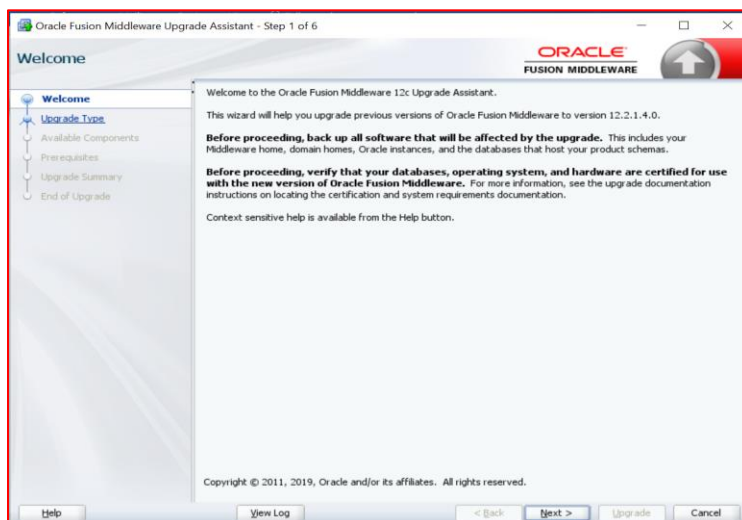 Oracle Fusion Middleware Upgrade Assistant - Step 1 of 6
Welcome
ORACLE
FUSION MIDDLEWARE
Welcome
Upgrade Type
Available Components
Prerequisites
Upgrade Summary
End of Upgrade
Welcome to the Oracle Fusion Middleware 12c Upgrade Assistant.
This wizard will help you upgrade previous versions of Oracle Fusion Middleware to version 12.2.1.4.0.
Before proceeding, back up all software that will be affected by the upgrade. This includes your
Middleware home, domain homes, Oracle instances, and the databases that host your product schemas.
Before proceeding, verify that your databases, operating system, and hardware are certified for use
with the new version of Oracle Fusion Middleware. For more information, see the upgrade documentation
instructions on locating the certification and system requirements documentation.
Context sensitive help is available from the Help button.
Copyright © 2011, 2019, Oracle and/or its affiliates. All rights reserved.
Help View Log < Back Next > Upgrade Cancel